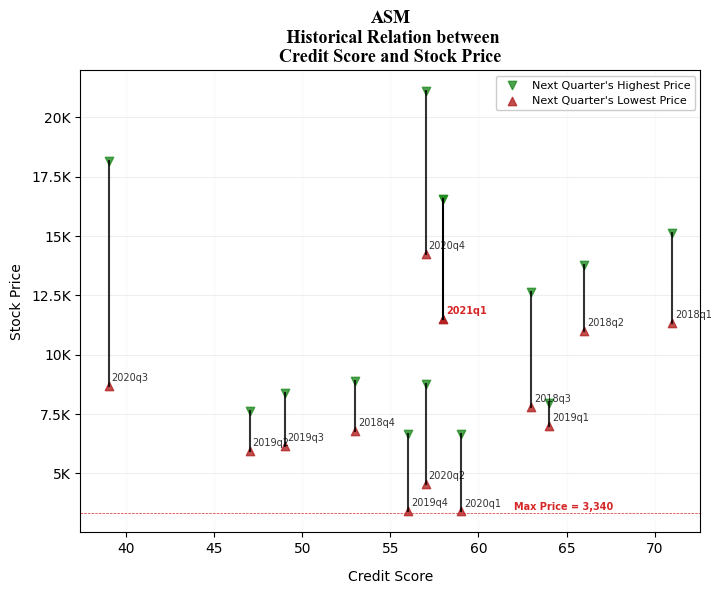 ASM
Historical Relation between
Credit Score and Stock Price
Next Quarter's Highest Price
Next Quarter's Lowest Price
20K
17.5K
15K
12.5K
10K
7.5K
5K
Stock Price
2020q4
2021q1
2018q2
2018q1
2020q3
2018q3
2019q1
2018q4
2019q2
2019q3
2020q2
2019q4
2020q1
Max Price = 3,340
40
45
50
55
60
65
70
Credit Score